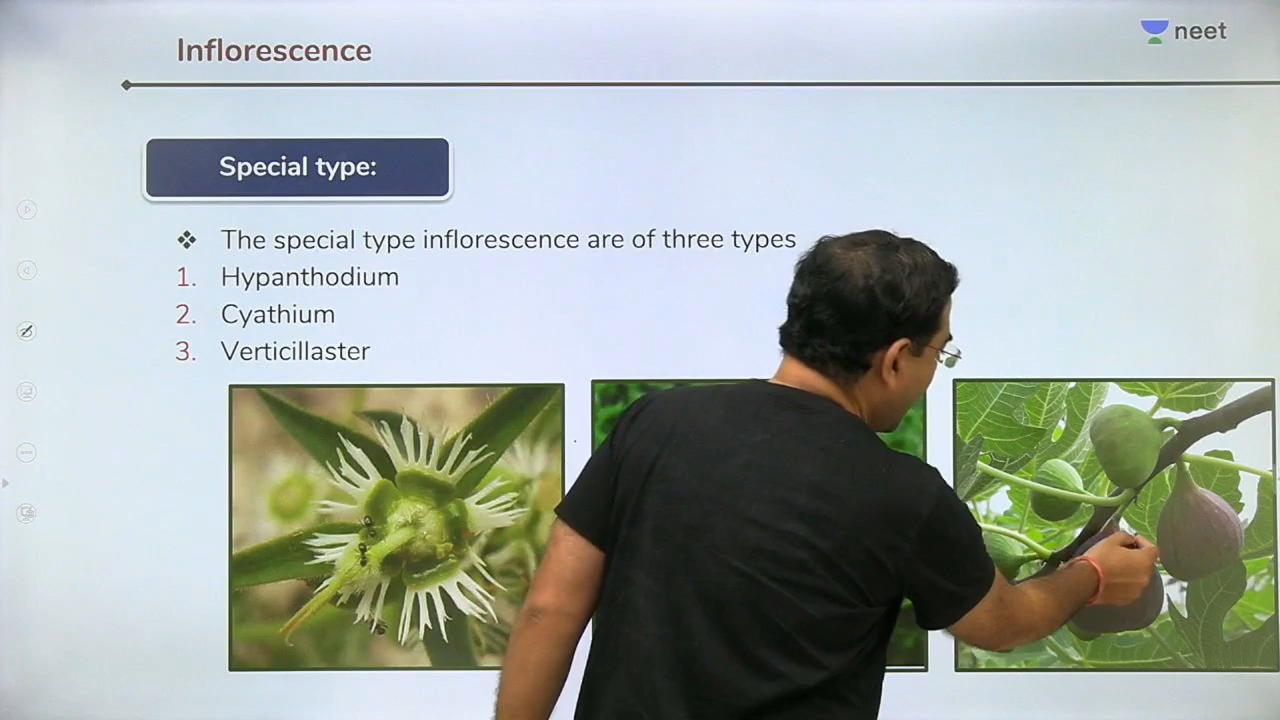 Inflorescence
neet
Special type:
❖ The special type inflorescence are of three types
1. Hypanthodium
2. Cyathium
3. Verticillaster